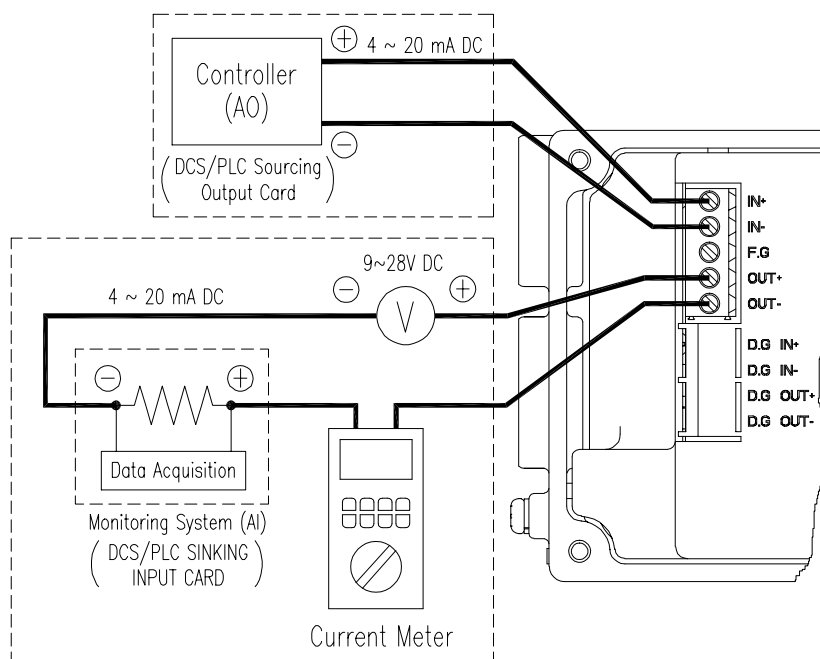 Controller
(AO)
⊕ 4 ~ 20 mA DC
⊖
(DCS/PLC Sourcing
Output Card)
IN+
IN-
F.G
OUT+
OUT-
D.G IN+
D.G IN-
D.G OUT+
D.G OUT-
9~28V DC
4 ~ 20 mA DC
⊖ V ⊕
⊖ ⊕
Data Acquisition
Monitoring System (AI)
(DCS/PLC SINKING
INPUT CARD)
Current Meter